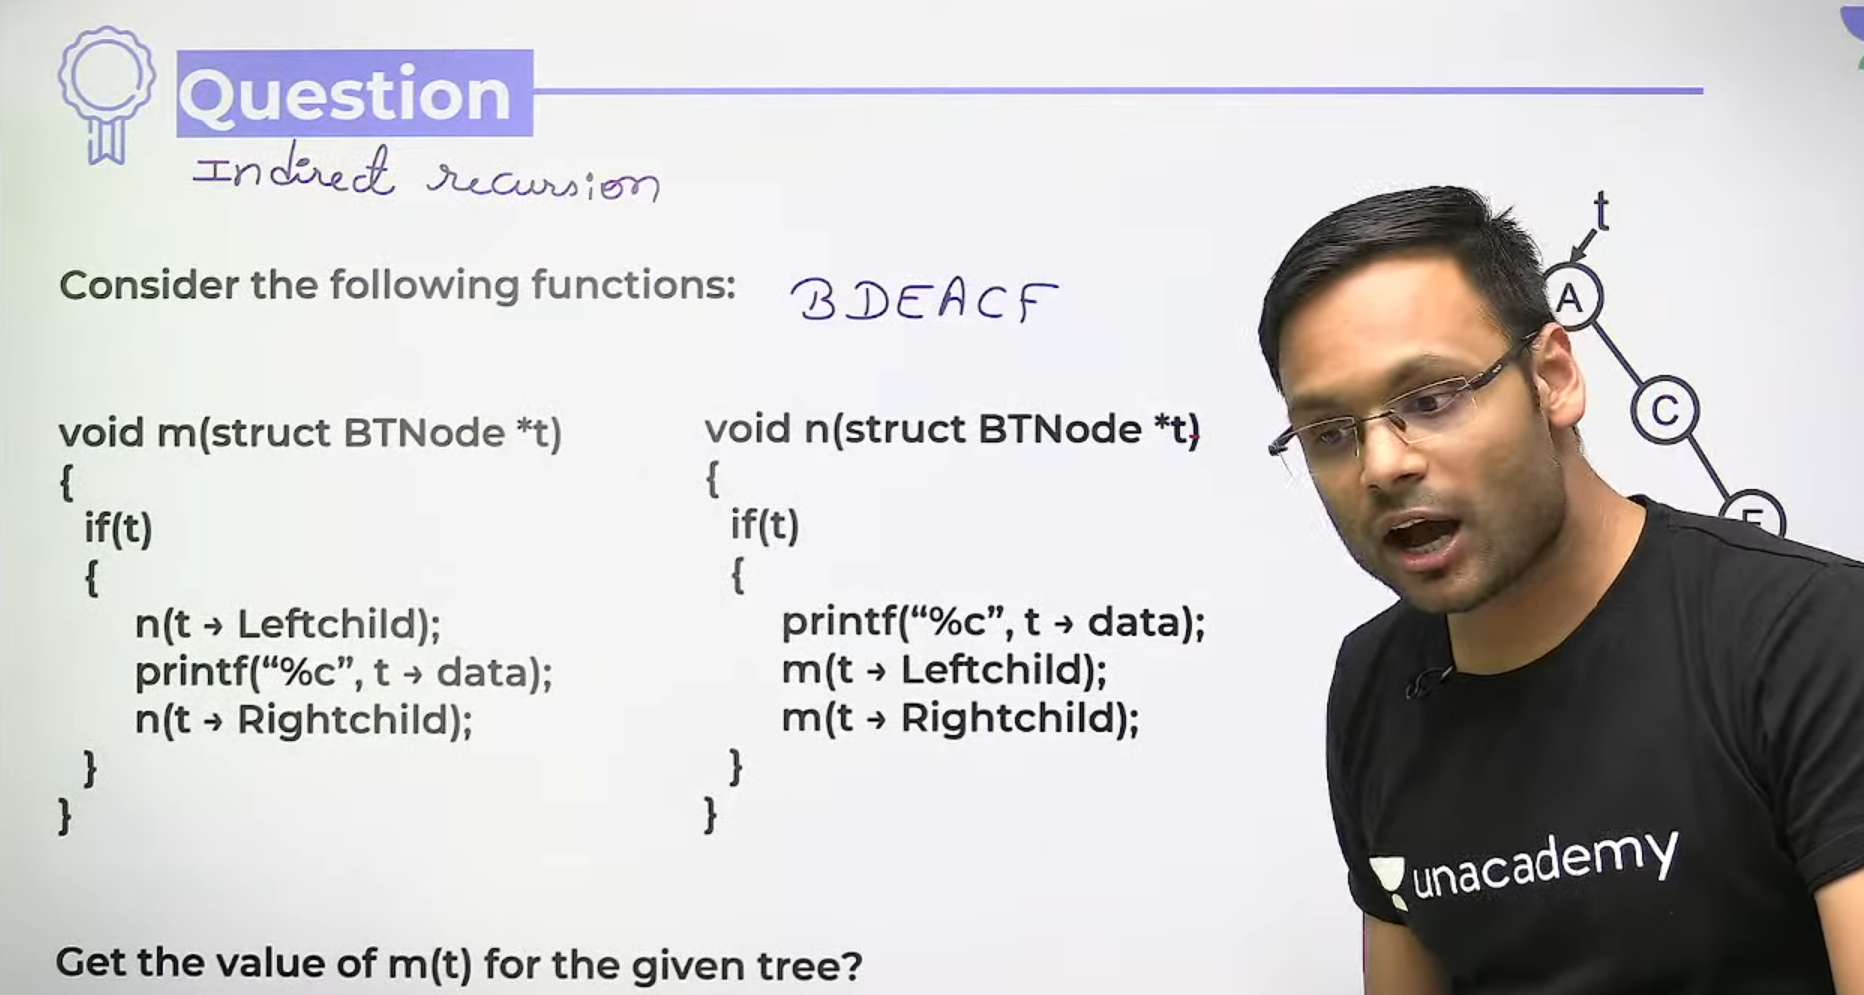 Question
Indirect recursion
Consider the following functions: BDEACF
void m(struct BTNode *t)
{
if(t)
{
n(t → Leftchild);
printf(“%c”, t → data);
n(t → Rightchild);
}
}
void n(struct BTNode *t)
{
if(t)
{
printf(“%c”, t → data);
m(t → Leftchild);
m(t → Rightchild);
}
}
Get the value of m(t) for the given tree?
t
A
C
unacademy